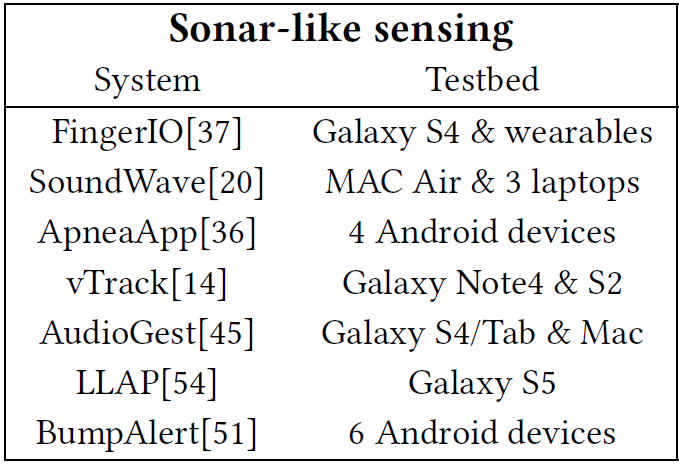 Sonar-like sensing
System Testbed
FingerIO[37] Galaxy S4 & wearables
SoundWave[20] MAC Air & 3 laptops
ApneaApp[36] 4 Android devices
vTrack[14] Galaxy Note4 & S2
AudioGest[45] Galaxy S4/Tab & Mac
LLAP[54] Galaxy S5
BumpAlert[51] 6 Android devices